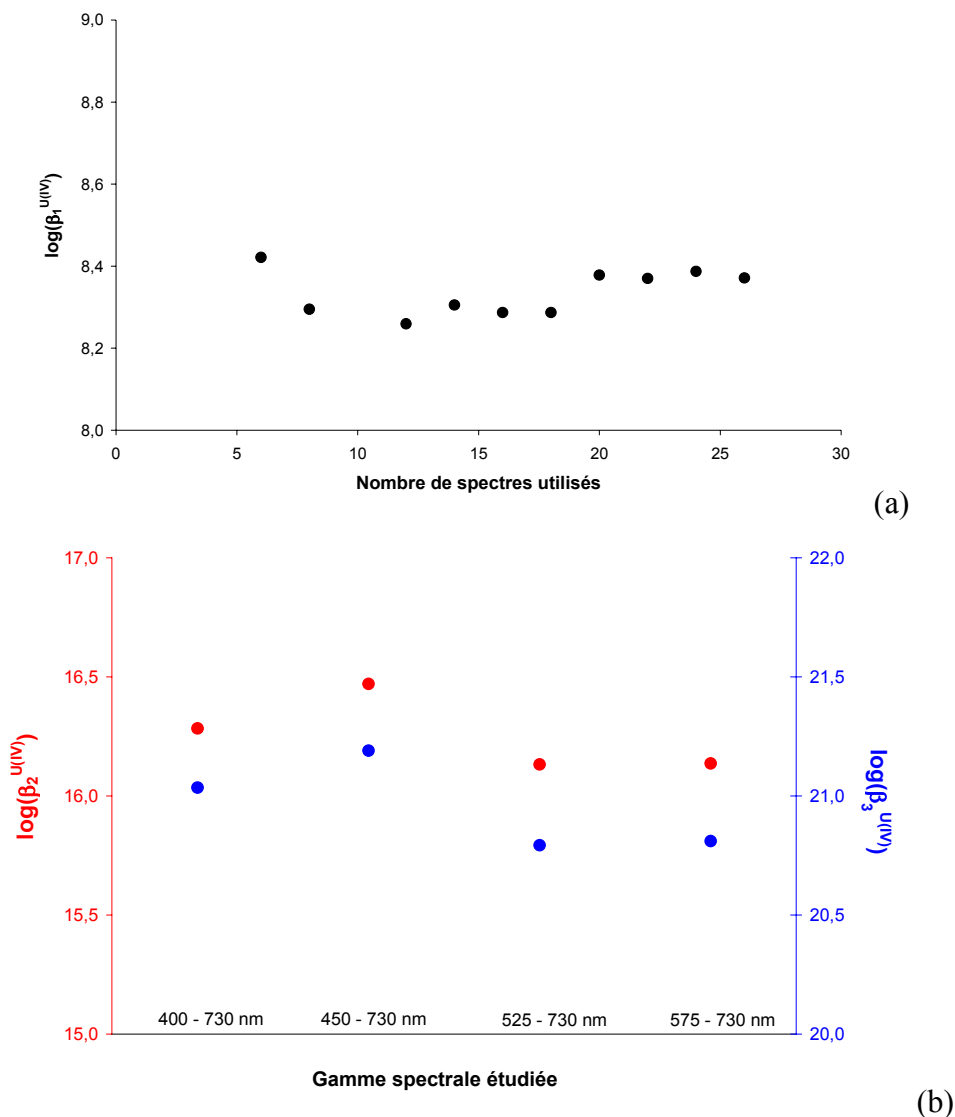 9,0
8,8
8,6
8,4
8,2
8,0
log(β₁ᵁ⁽ᴵⱽ⁾)
0 5 10 15 20 25 30
Nombre de spectres utilisés
(a)
17,0
16,5
16,0
15,5
15,0
log(β₂ᵁ⁽ᴵⱽ⁾)
22,0
21,5
21,0
20,5
20,0
log(β₃ᵁ⁽ᴵⱽ⁾)
400 - 730 nm 450 - 730 nm 525 - 730 nm 575 - 730 nm
Gamme spectrale étudiée
(b)